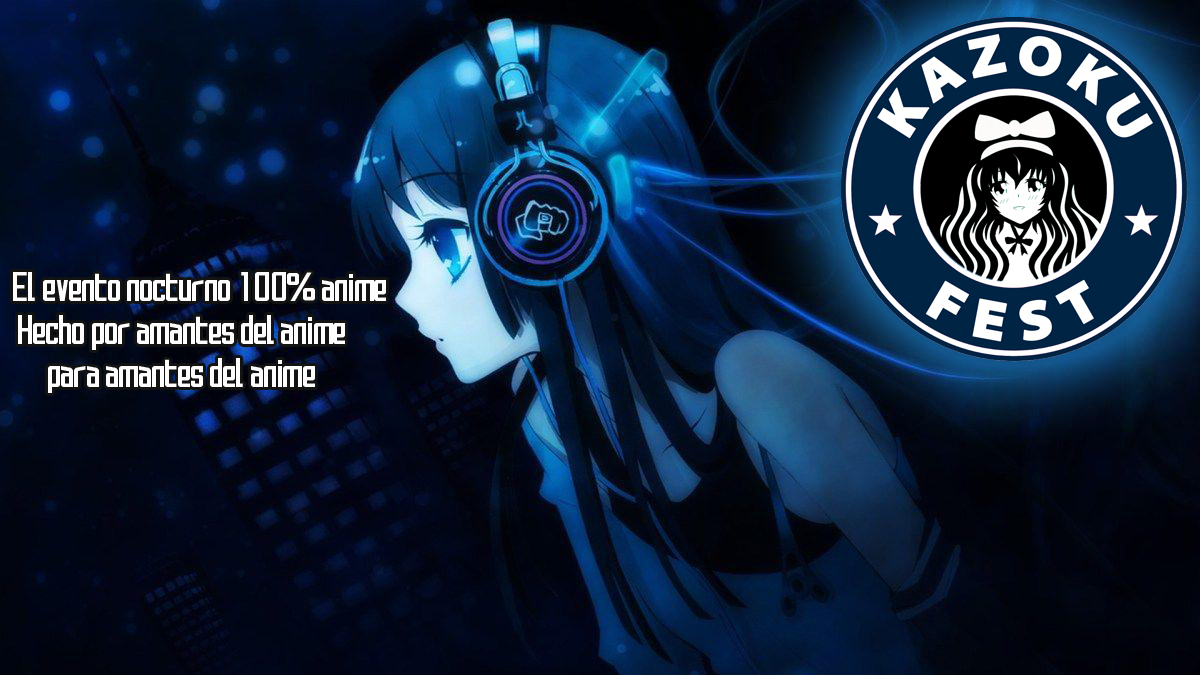 KAZOKU
FEST
El evento nocturno 100% anime
Hecho por amantes del anime
para amantes del anime